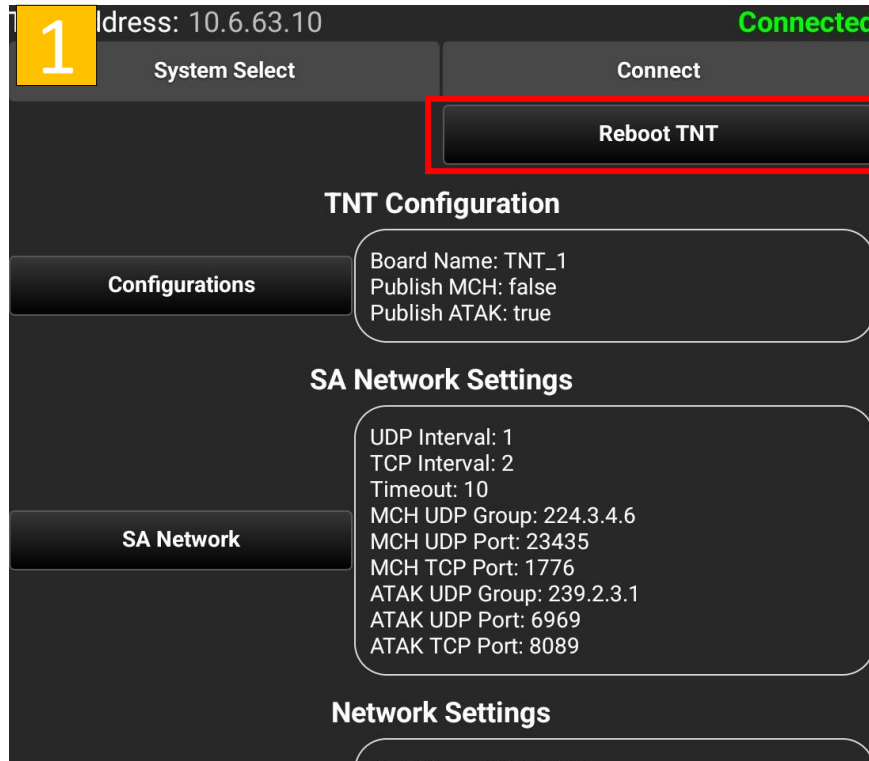 dress: 10.6.63.10
Connected
1
System Select
Connect
Reboot TNT
TNT Configuration
Configurations
Board Name: TNT_1
Publish MCH: false
Publish ATAK: true
SA Network Settings
SA Network
UDP Interval: 1
TCP Interval: 2
Timeout: 10
MCH UDP Group: 224.3.4.6
MCH UDP Port: 23435
MCH TCP Port: 1776
ATAK UDP Group: 239.2.3.1
ATAK UDP Port: 6969
ATAK TCP Port: 8089
Network Settings